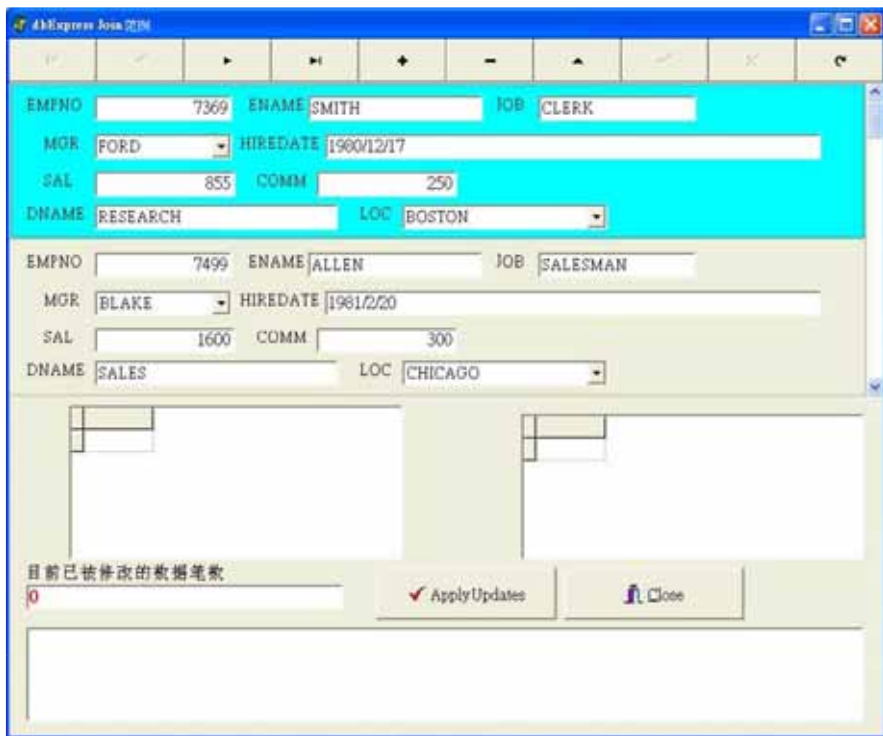 dbExpress Join 范例
EMPNO 7369 ENAME SMITH JOB CLERK
MGR FORD HIREDATE 1980/12/17
SAL 855 COMM 250
DNAME RESEARCH LOC BOSTON
EMPNO 7499 ENAME ALLEN JOB SALESMAN
MGR BLAKE HIREDATE 1981/2/20
SAL 1600 COMM 300
DNAME SALES LOC CHICAGO
目前已被修改的数据笔数
0
Apply Updates Close